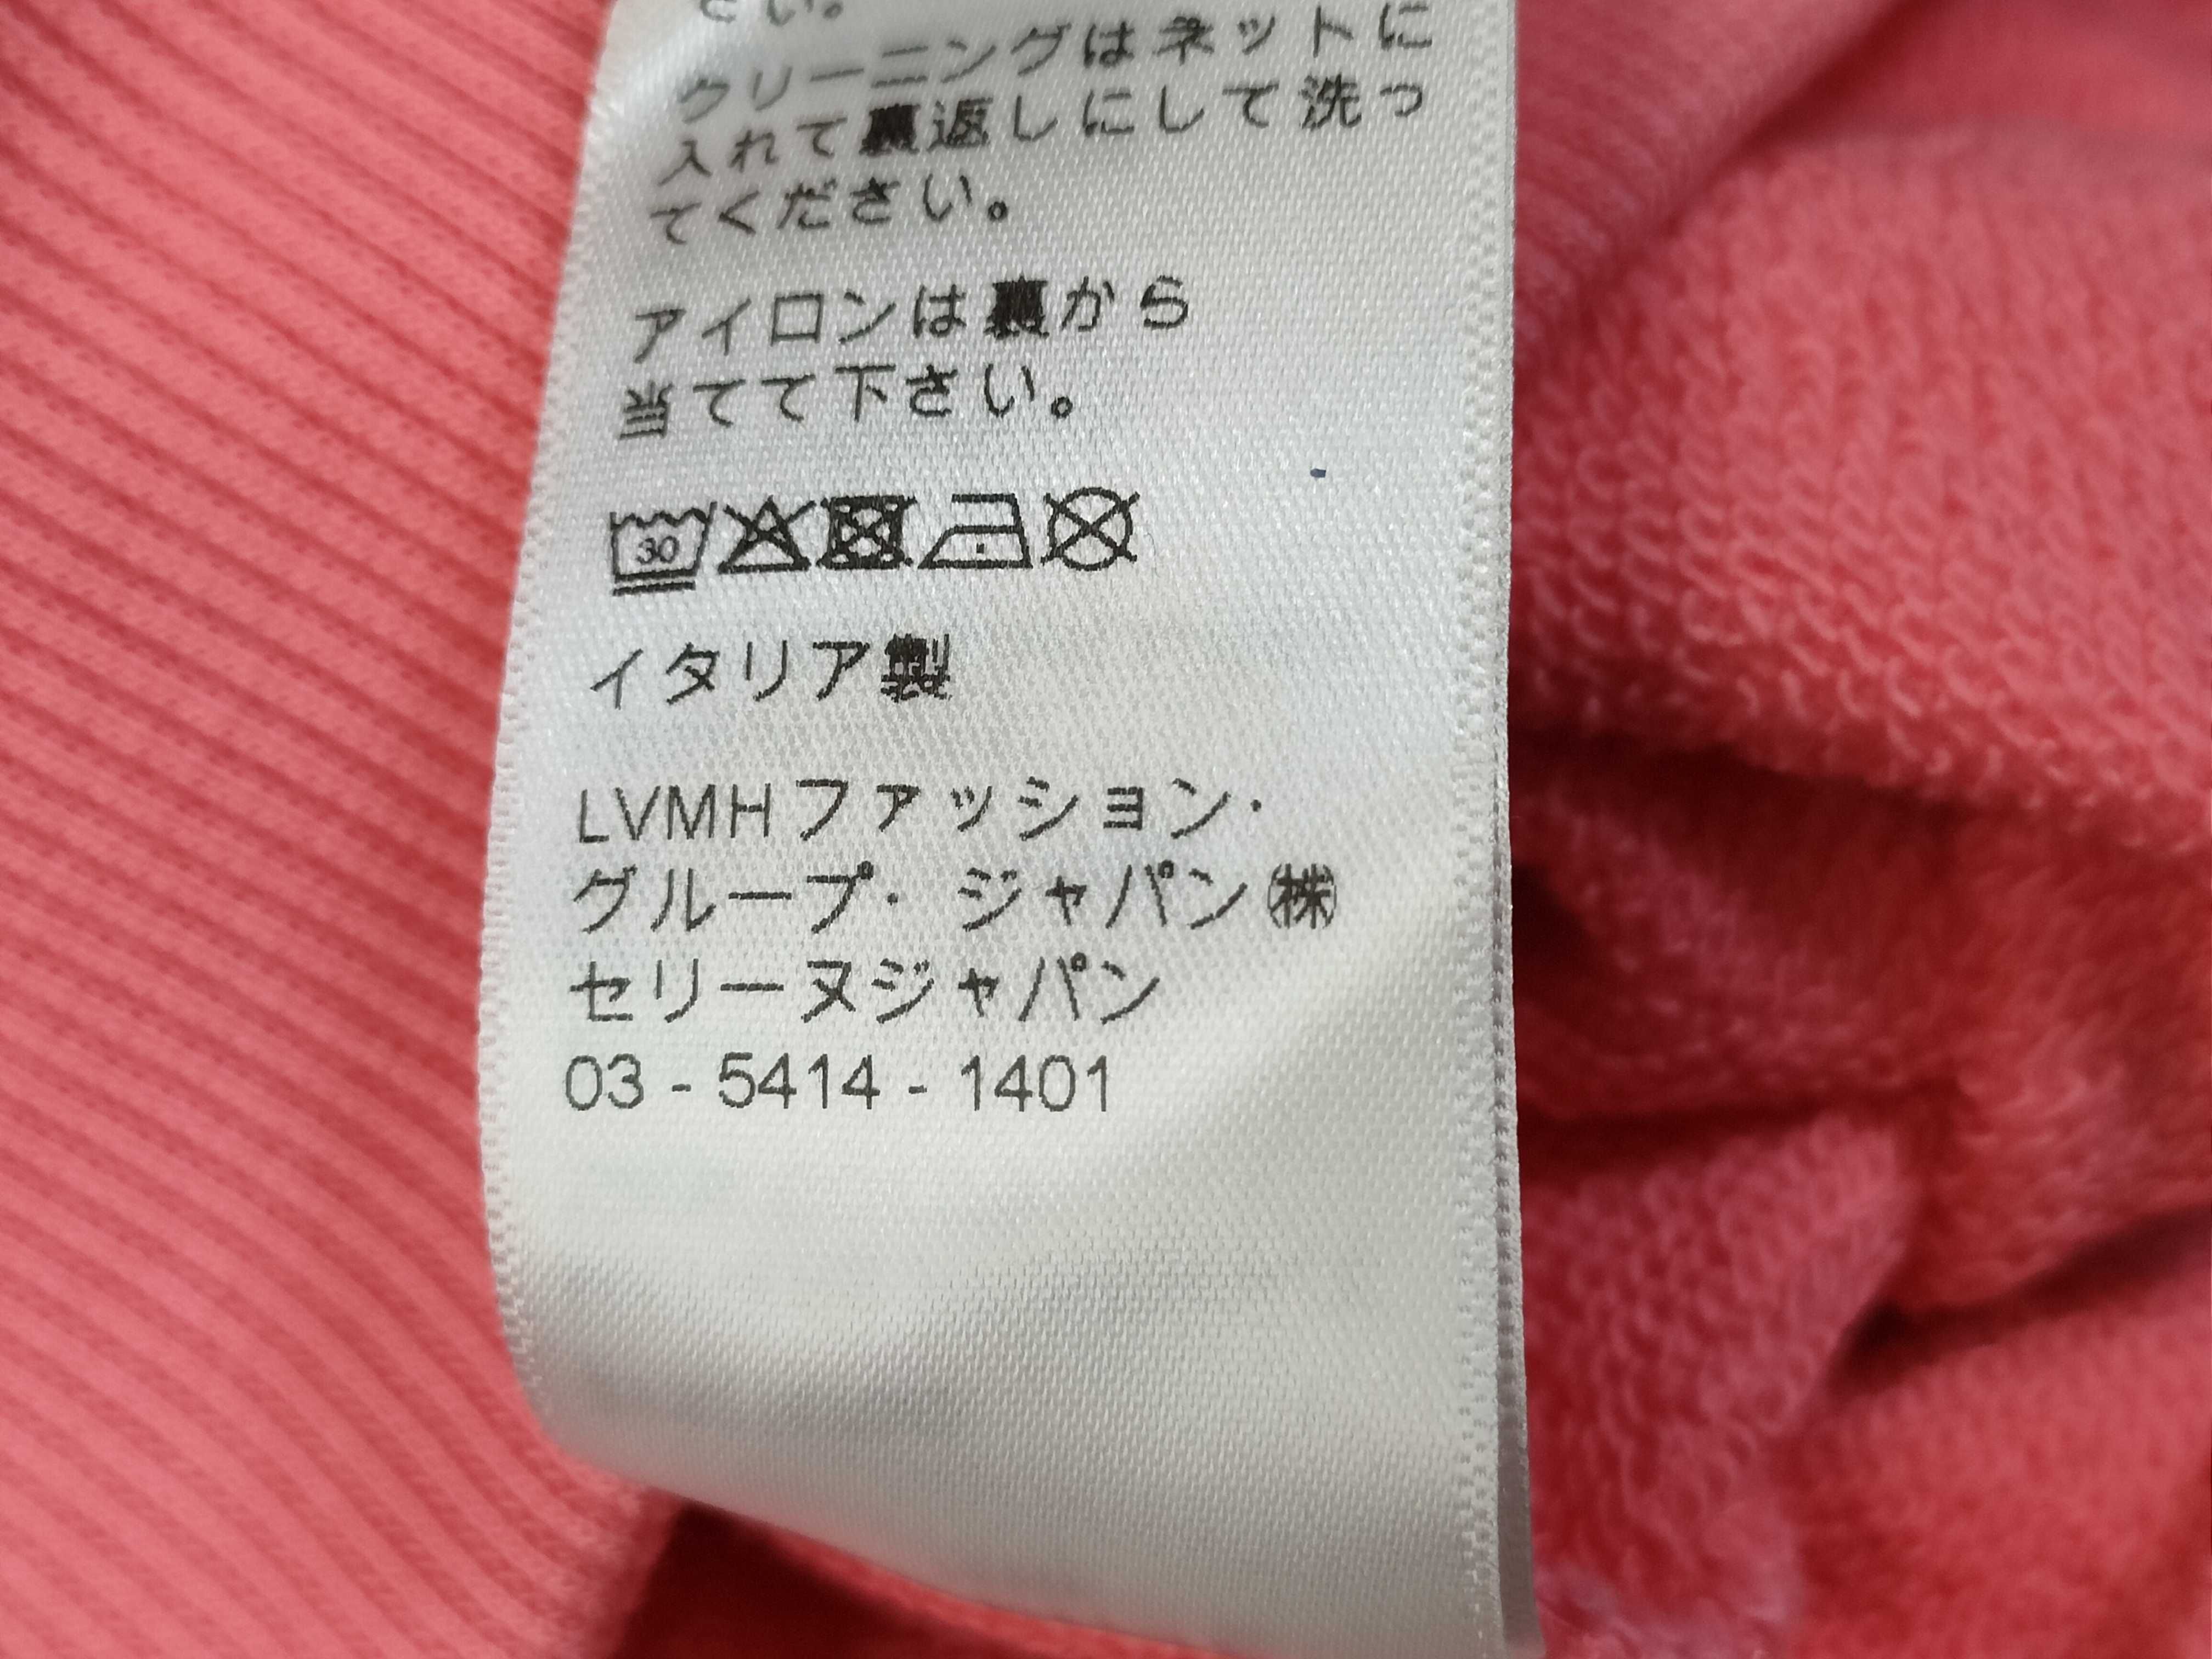 さい。
クリーニングはネットに
入れて裏返しにして洗っ
てください。
アイロンは裏から
当てて下さい。
30
イタリア製
LVMHファッション・
グループ・ジャパン㊑
セリーヌジャパン
03 - 5414 - 1401